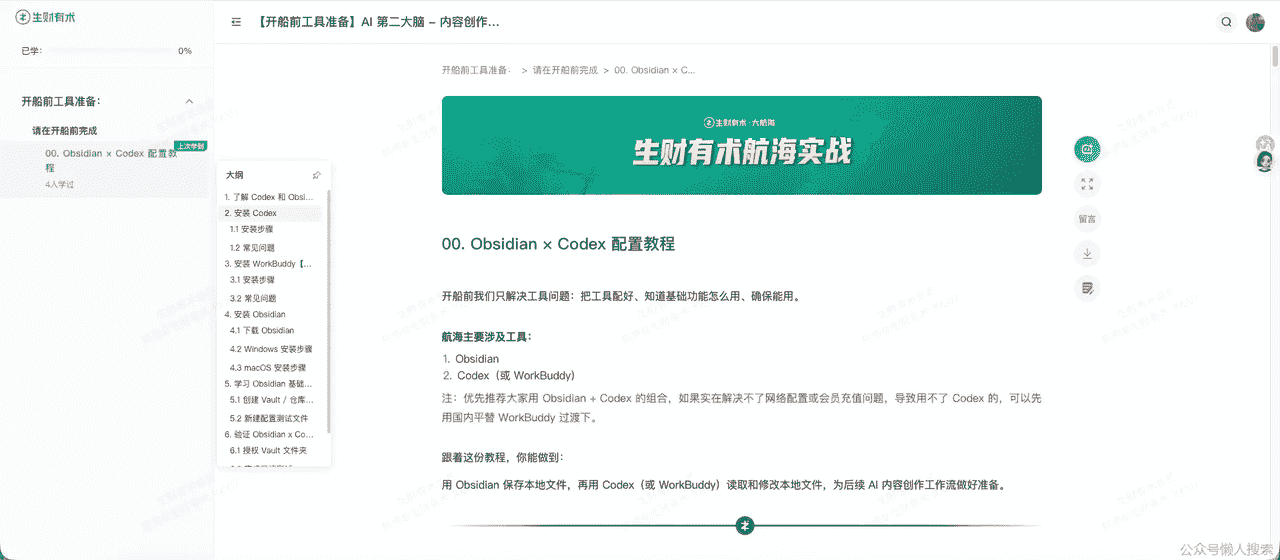 生财有术
【开船前工具准备】AI 第二大脑 - 内容创作...
已学:
0%
开船前工具准备：
请在开船前完成
上次学到
00. Obsidian × Codex 配置教程
4人学过
大纲
1. 了解 Codex 和 Obsi...
2. 安装 Codex
1.1 安装步骤
1.2 常见问题
3. 安装 WorkBuddy【...
3.1 安装步骤
3.2 常见问题
4. 安装 Obsidian
4.1 下载 Obsidian
4.2 Windows 安装步骤
4.3 macOS 安装步骤
5. 学习 Obsidian 基础...
5.1 创建 Vault / 仓库...
5.2 新建配置测试文件
6. 验证 Obsidian x Co...
6.1 授权 Vault 文件夹
开船前工具准备： > 请在开船前完成 > 00. Obsidian × C...
生财有术 · 大航海
生财有术航海实战
00. Obsidian × Codex 配置教程
开船前我们只解决工具问题：把工具配好、知道基础功能怎么用、确保能用。
航海主要涉及工具：
1. Obsidian
2. Codex（或 WorkBuddy）
注：优先推荐大家用 Obsidian + Codex 的组合，如果实在解决不了网络配置或会员充值问题，导致用不了 Codex 的，可以先
用国内平替 WorkBuddy 过渡下。
跟着这份教程，你能做到：
用 Obsidian 保存本地文件，再用 Codex（或 WorkBuddy）读取和修改本地文件，为后续 AI 内容创作工作流做好准备。
留言
公众号懒人搜索